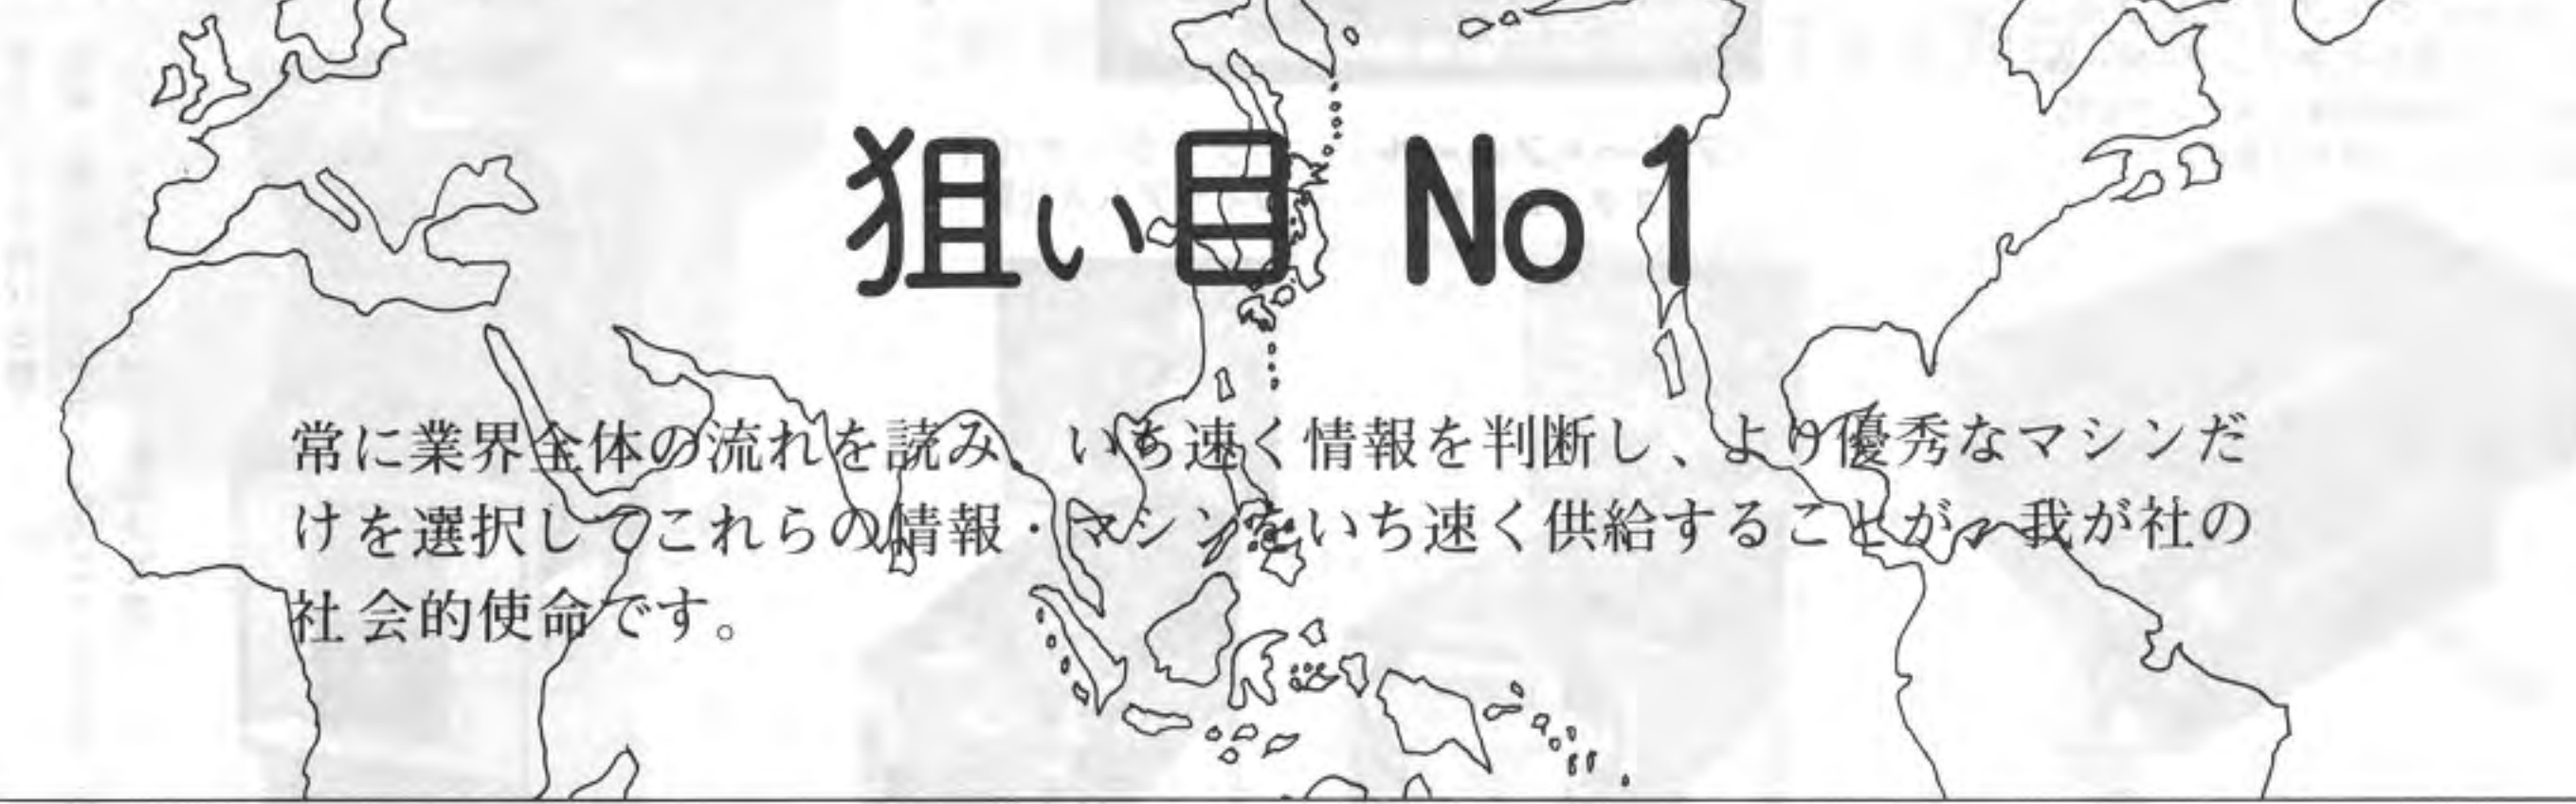 狙い目 No 1
常に業界全体の流れを読み、いち速く情報を判断し、より優秀なマシンだ
けを選択してこれらの情報・マシンをいち速く供給することが、我が社の
社会的使命です。